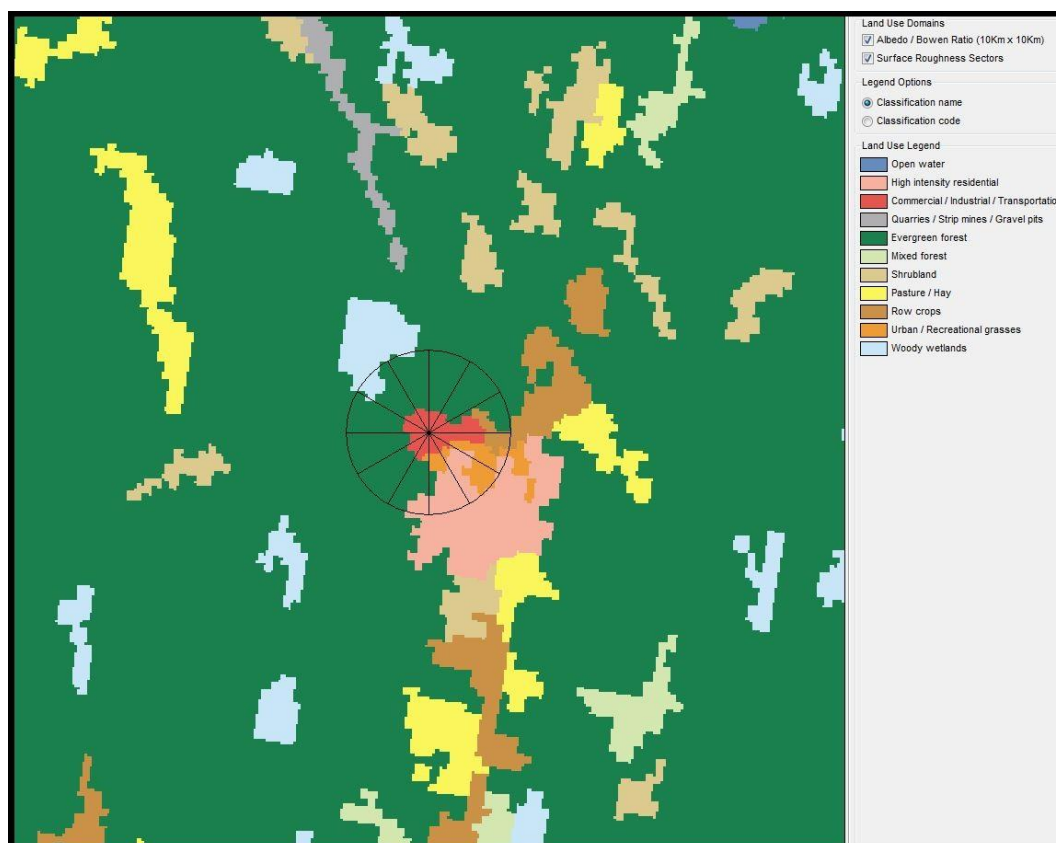 Land Use Domains
Albedo / Bowen Ratio (10Km x 10Km)
Surface Roughness Sectors
Legend Options
Classification name
Classification code
Land Use Legend
Open water
High intensity residential
Commercial / Industrial / Transportatio
Quarries / Strip mines / Gravel pits
Evergreen forest
Mixed forest
Shrubland
Pasture / Hay
Row crops
Urban / Recreational grasses
Woody wetlands